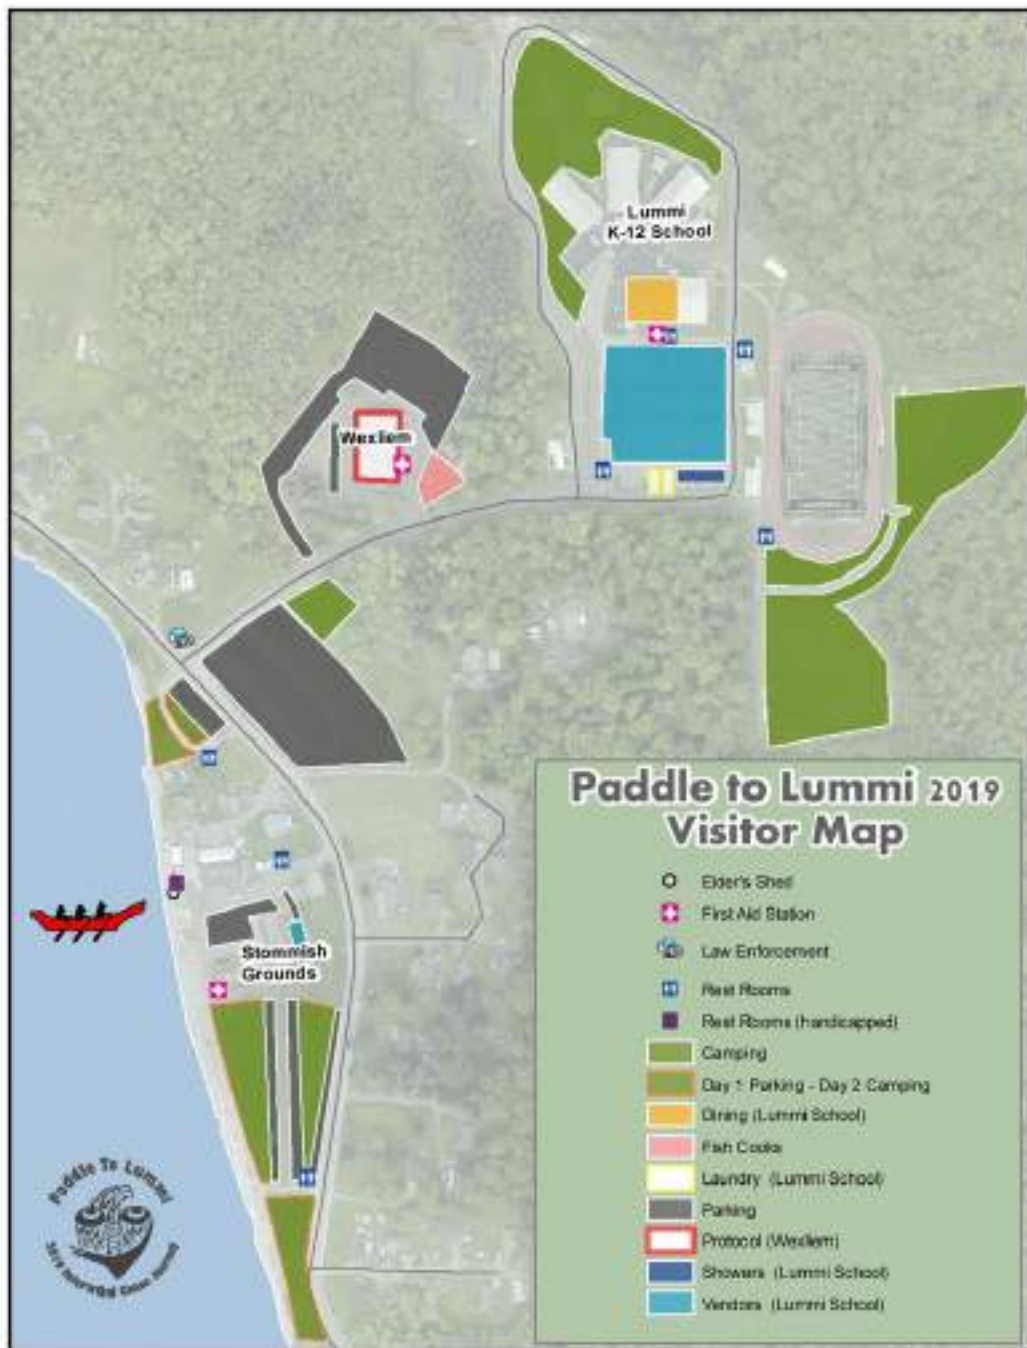 Lummi
K-12 School
Wexliem
Stommish
Grounds
Paddle to Lummi 2019
Visitor Map
Elder's Shed
First Aid Station
Law Enforcement
Rest Rooms
Rest Rooms (handicapped)
Camping
Day 1 Parking - Day 2 Camping
Dining (Lummi School)
Fish Cooks
Laundry (Lummi School)
Parking
Protocol (Wexliem)
Showers (Lummi School)
Vendors (Lummi School)
Paddle To Lummi
2019